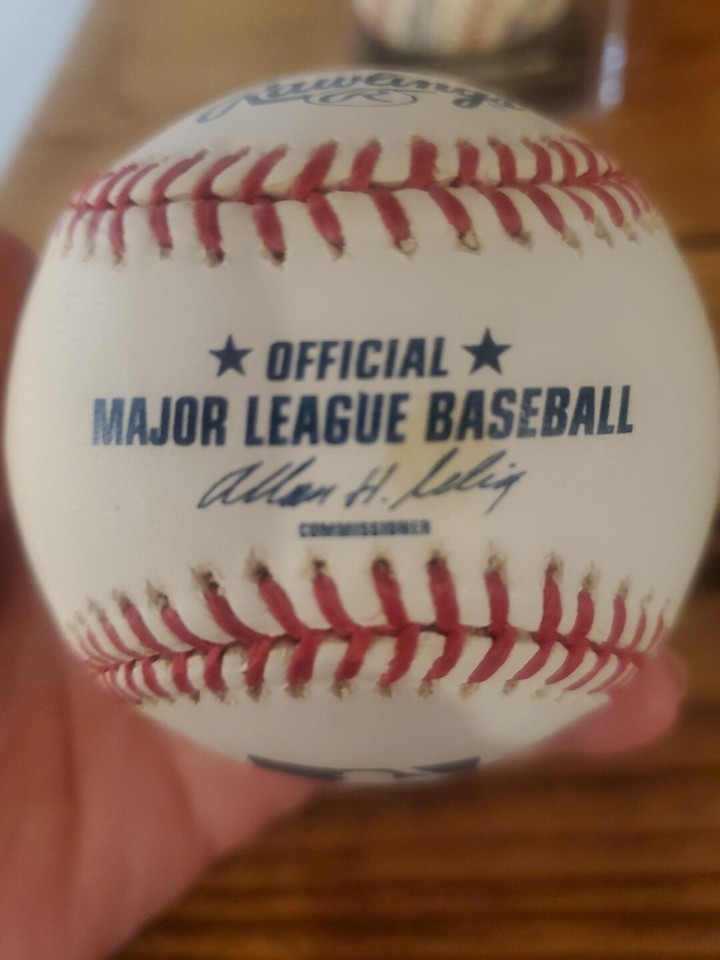 Rawlings
R
★ OFFICIAL ★
MAJOR LEAGUE BASEBALL
Allan H. Selig
COMMISSIONER